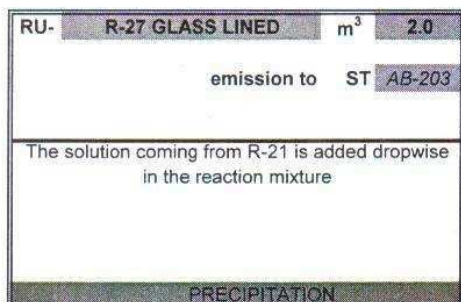 RU- R-27 GLASS LINED m³ 2.0
emission to ST AB-203
The solution coming from R-21 is added dropwise
in the reaction mixture
PRECIPITATION